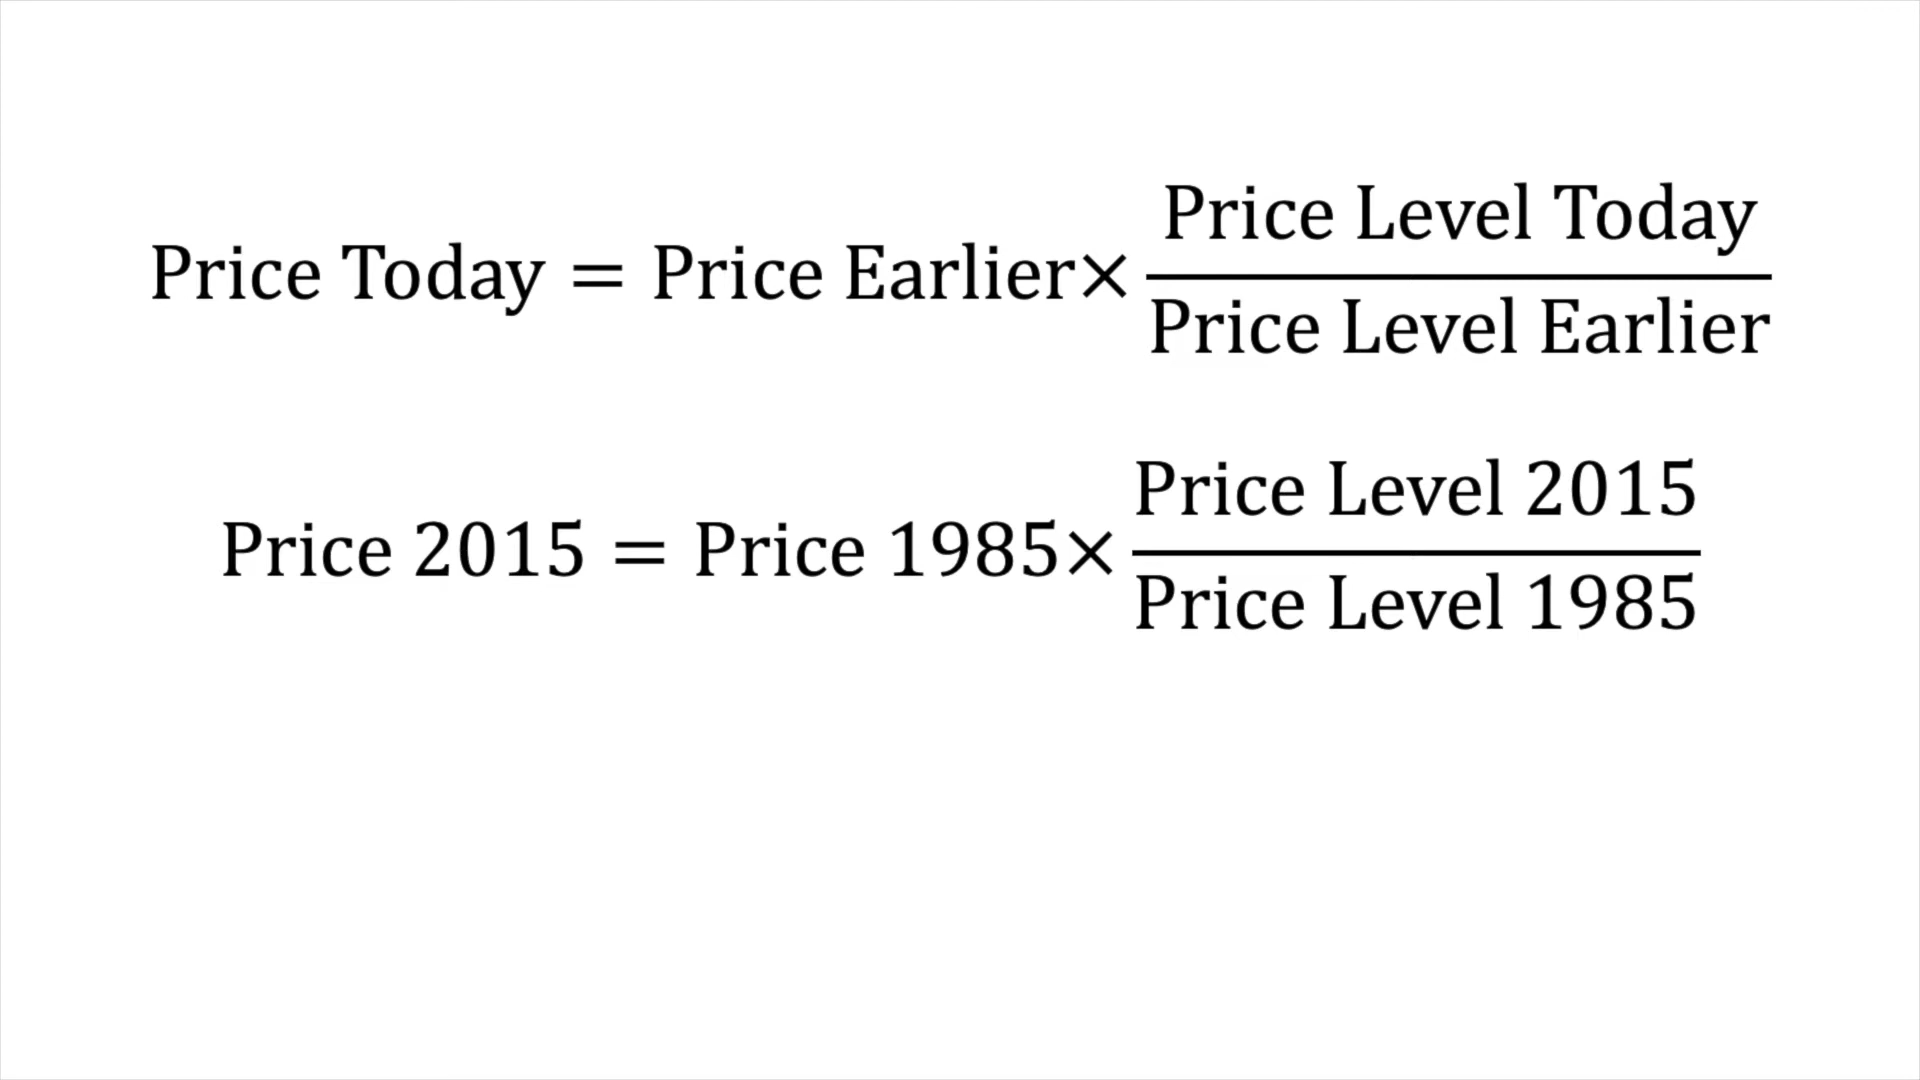 Price Today = Price Earlier× Price Level Today / Price Level Earlier
Price 2015 = Price 1985× Price Level 2015 / Price Level 1985